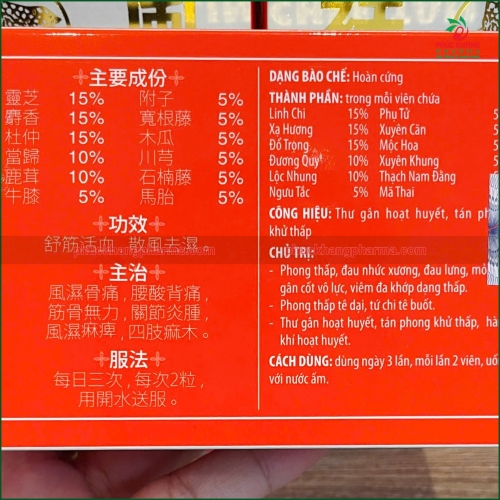 主要成份
靈芝 15% 附子 5%
麝香 15% 寬根藤 5%
杜仲 15% 木瓜 5%
當歸 10% 川芎 5%
鹿茸 10% 石楠藤 5%
牛膝 5% 馬胎 5%
功效
舒筋活血，散風去濕。
主治
風濕骨痛，腰酸背痛，
筋骨無力，關節炎腫，
風濕麻痺，四肢麻木。
服法
每日三次，每次2粒，
用開水送服。
DẠNG BÀO CHẾ: Hoàn cứng
THÀNH PHẦN: trong mỗi viên chứa
Linh Chi 15% Phụ Tử 5
Xạ Hương 15% Xuyên Căn
Đỗ Trọng 15% Mộc Hoa 5
Đương Quy 10% Xuyên Khung
Lộc Nhung 10% Thạch Nam Đằng
Ngưu Tắc 5% Mã Thai
CÔNG HIỆU: Thư gân hoạt huyết, tán ph
khử thấp
CHỦ TRỊ:
- Phong thấp, đau nhức xương, đau lưng, mỏ
gân cốt vô lực, viêm đa khớp dạng thấp.
- Phong thấp tê dại, tứ chi tê buốt.
- Thư gân hoạt huyết, tán phong khử thấp, hà
khí hoạt huyết.
CÁCH DÙNG: dùng ngày 3 lần, mỗi lần 2 viên, uố
với nước ấm.